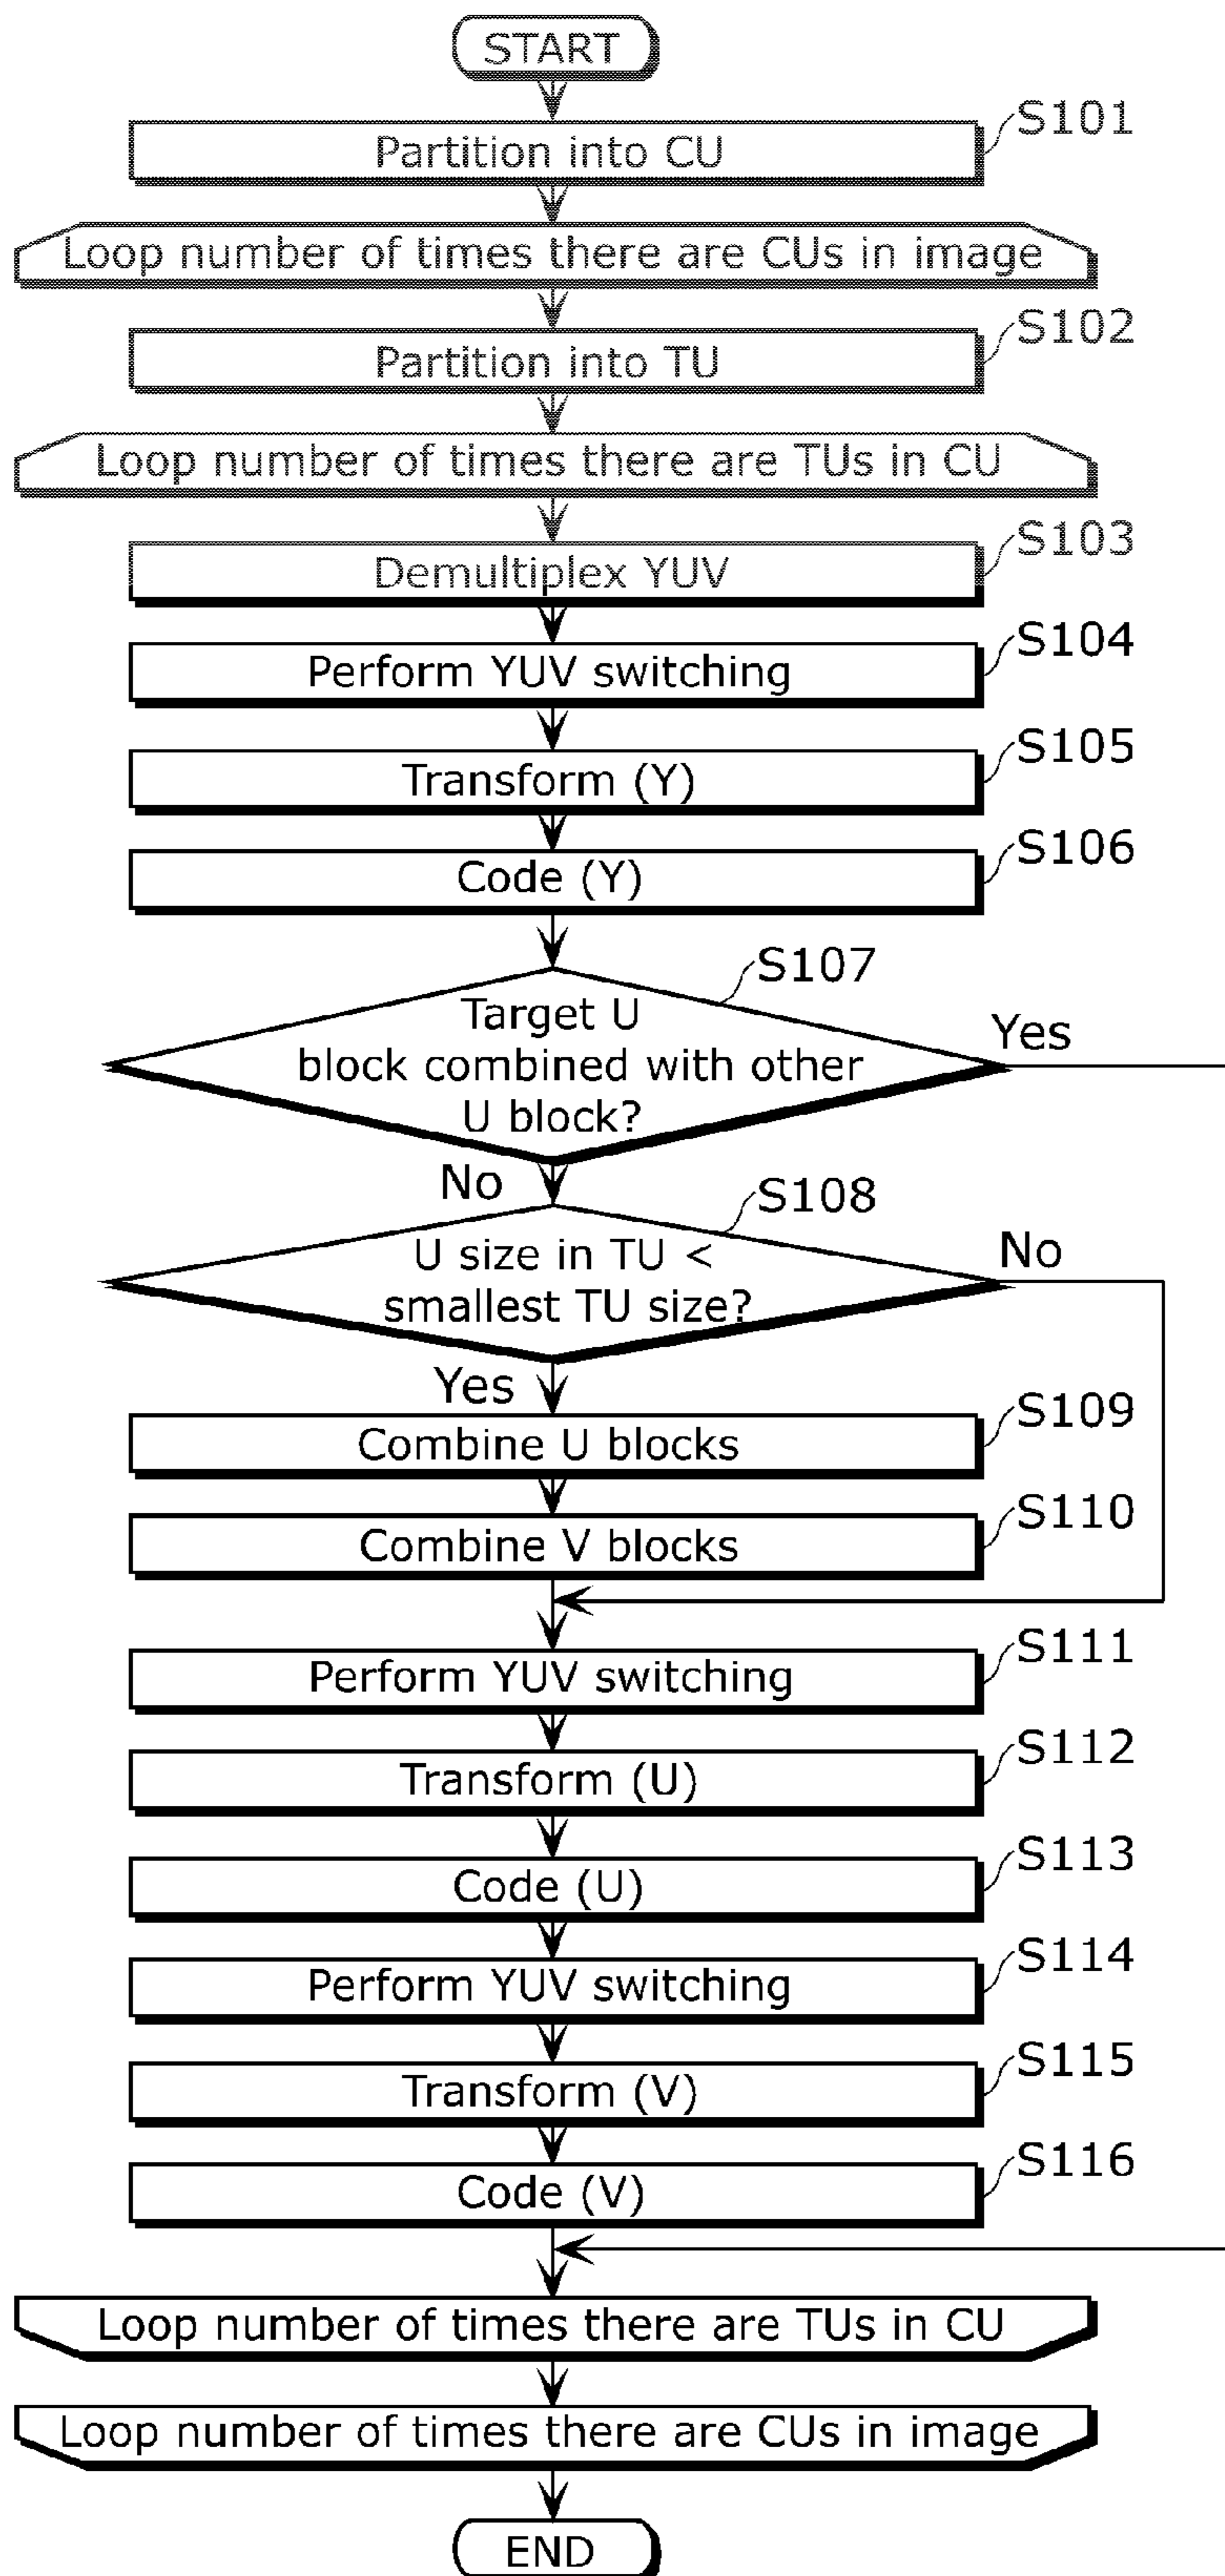 START
S101
Partition into CU
Loop number of times there are CUs in image
S102
Partition into TU
Loop number of times there are TUs in CU
S103
Demultiplex YUV
S104
Perform YUV switching
S105
Transform (Y)
S106
Code (Y)
S107
Target U
block combined with other
U block?
Yes
No
S108
U size in TU <
smallest TU size?
No
Yes
S109
Combine U blocks
S110
Combine V blocks
S111
Perform YUV switching
S112
Transform (U)
S113
Code (U)
S114
Perform YUV switching
S115
Transform (V)
S116
Code (V)
Loop number of times there are TUs in CU
Loop number of times there are CUs in image
END